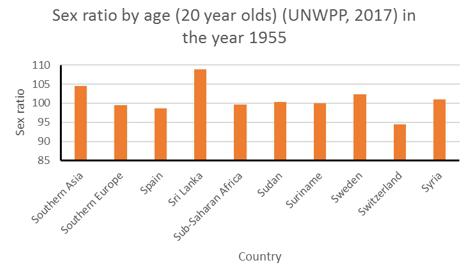 Sex ratio by age (20 year olds) (UNWPP, 2017) in
the year 1955
Sex ratio
110
105
100
95
90
85
Southern Asia
Southern Europe
Spain
Sri Lanka
Sub-Saharan Africa
Sudan
Suriname
Sweden
Switzerland
Syria
Country